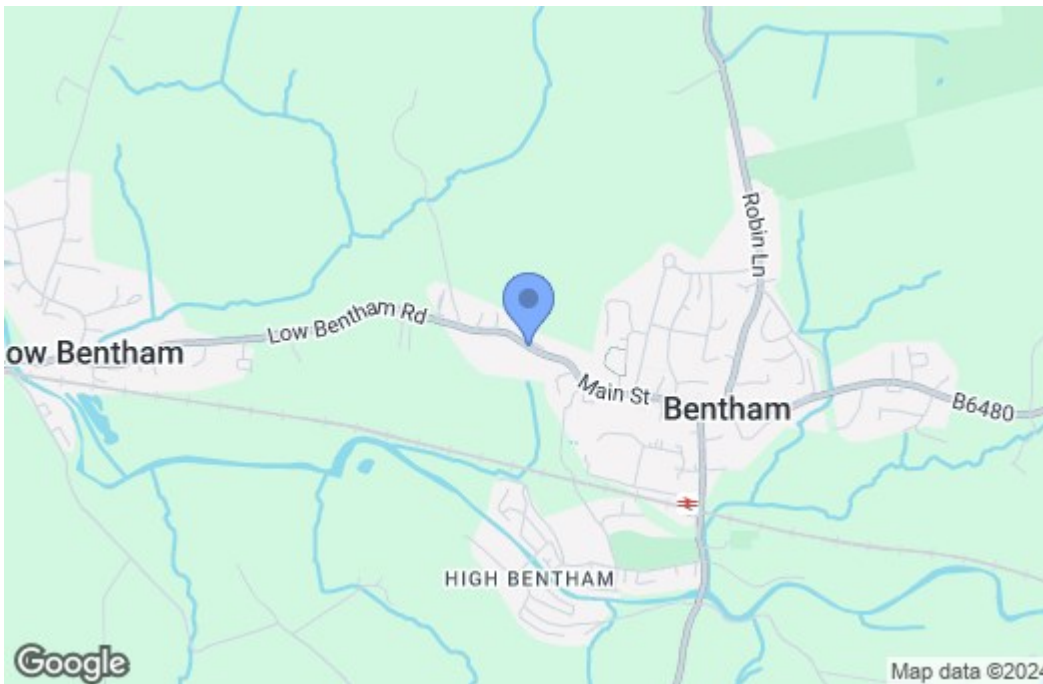 Robin Ln
Low Bentham Rd
ow Bentham
Main St
Bentham
B6480
HIGH BENTHAM
Google
Map data ©2024